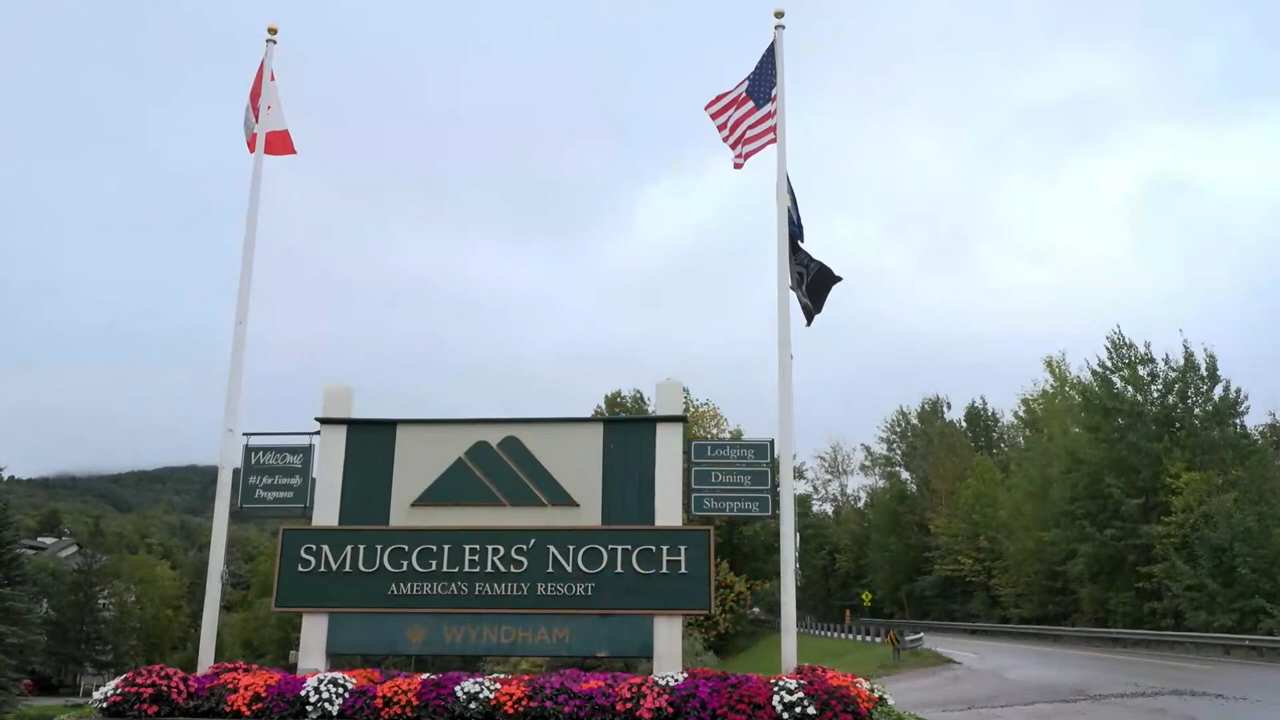 Welcome
#1 for Family
Programs
Lodging
Dining
Shopping
SMUGGLERS' NOTCH
AMERICA'S FAMILY RESORT
WYNDHAM